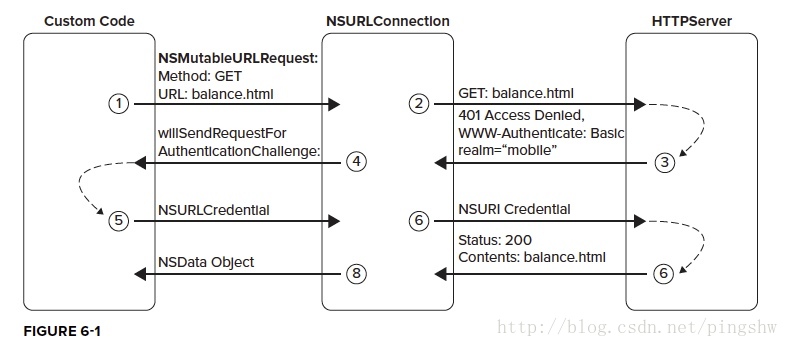 Custom Code
NSURLConnection
HTTPServer
NSMutableURLRequest:
Method: GET
URL: balance.html
1
2
GET: balance.html
401 Access Denied,
WWW-Authenticate: Basic
realm=“mobile”
3
willSendRequestFor
AuthenticationChallenge:
4
5
NSURLCredential
6
NSURI Credential
Status: 200
Contents: balance.html
6
NSData Object
8
FIGURE 6-1
http://blog.csdn.net/pingshw